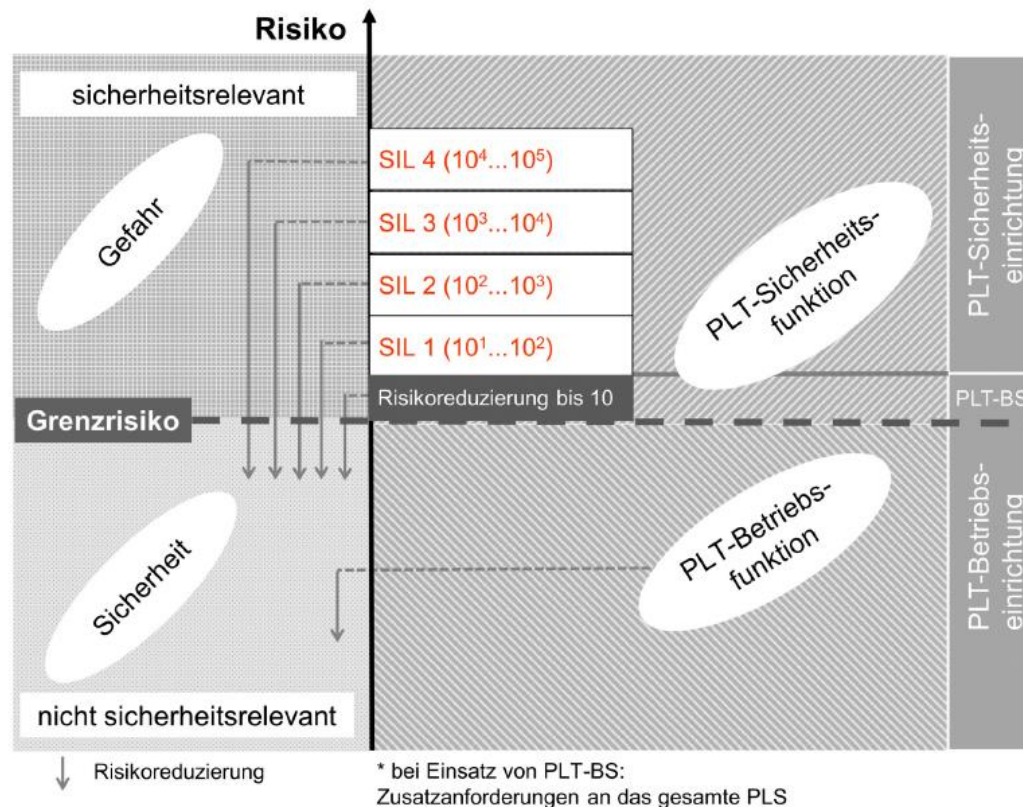 Risiko
sicherheitsrelevant
Gefahr
SIL 4 (10⁴...10⁵)
SIL 3 (10³...10⁴)
SIL 2 (10²...10³)
SIL 1 (10¹...10²)
Risikoreduzierung bis 10
PLT-Sicherheits-
funktion
PLT-Sicherheits-
einrichtung
PLT-BS
Grenzrisiko
Sicherheit
PLT-Betriebs-
funktion
PLT-Betriebs-
einrichtung
nicht sicherheitsrelevant
Risikoreduzierung
* bei Einsatz von PLT-BS:
Zusatzanforderungen an das gesamte PLS